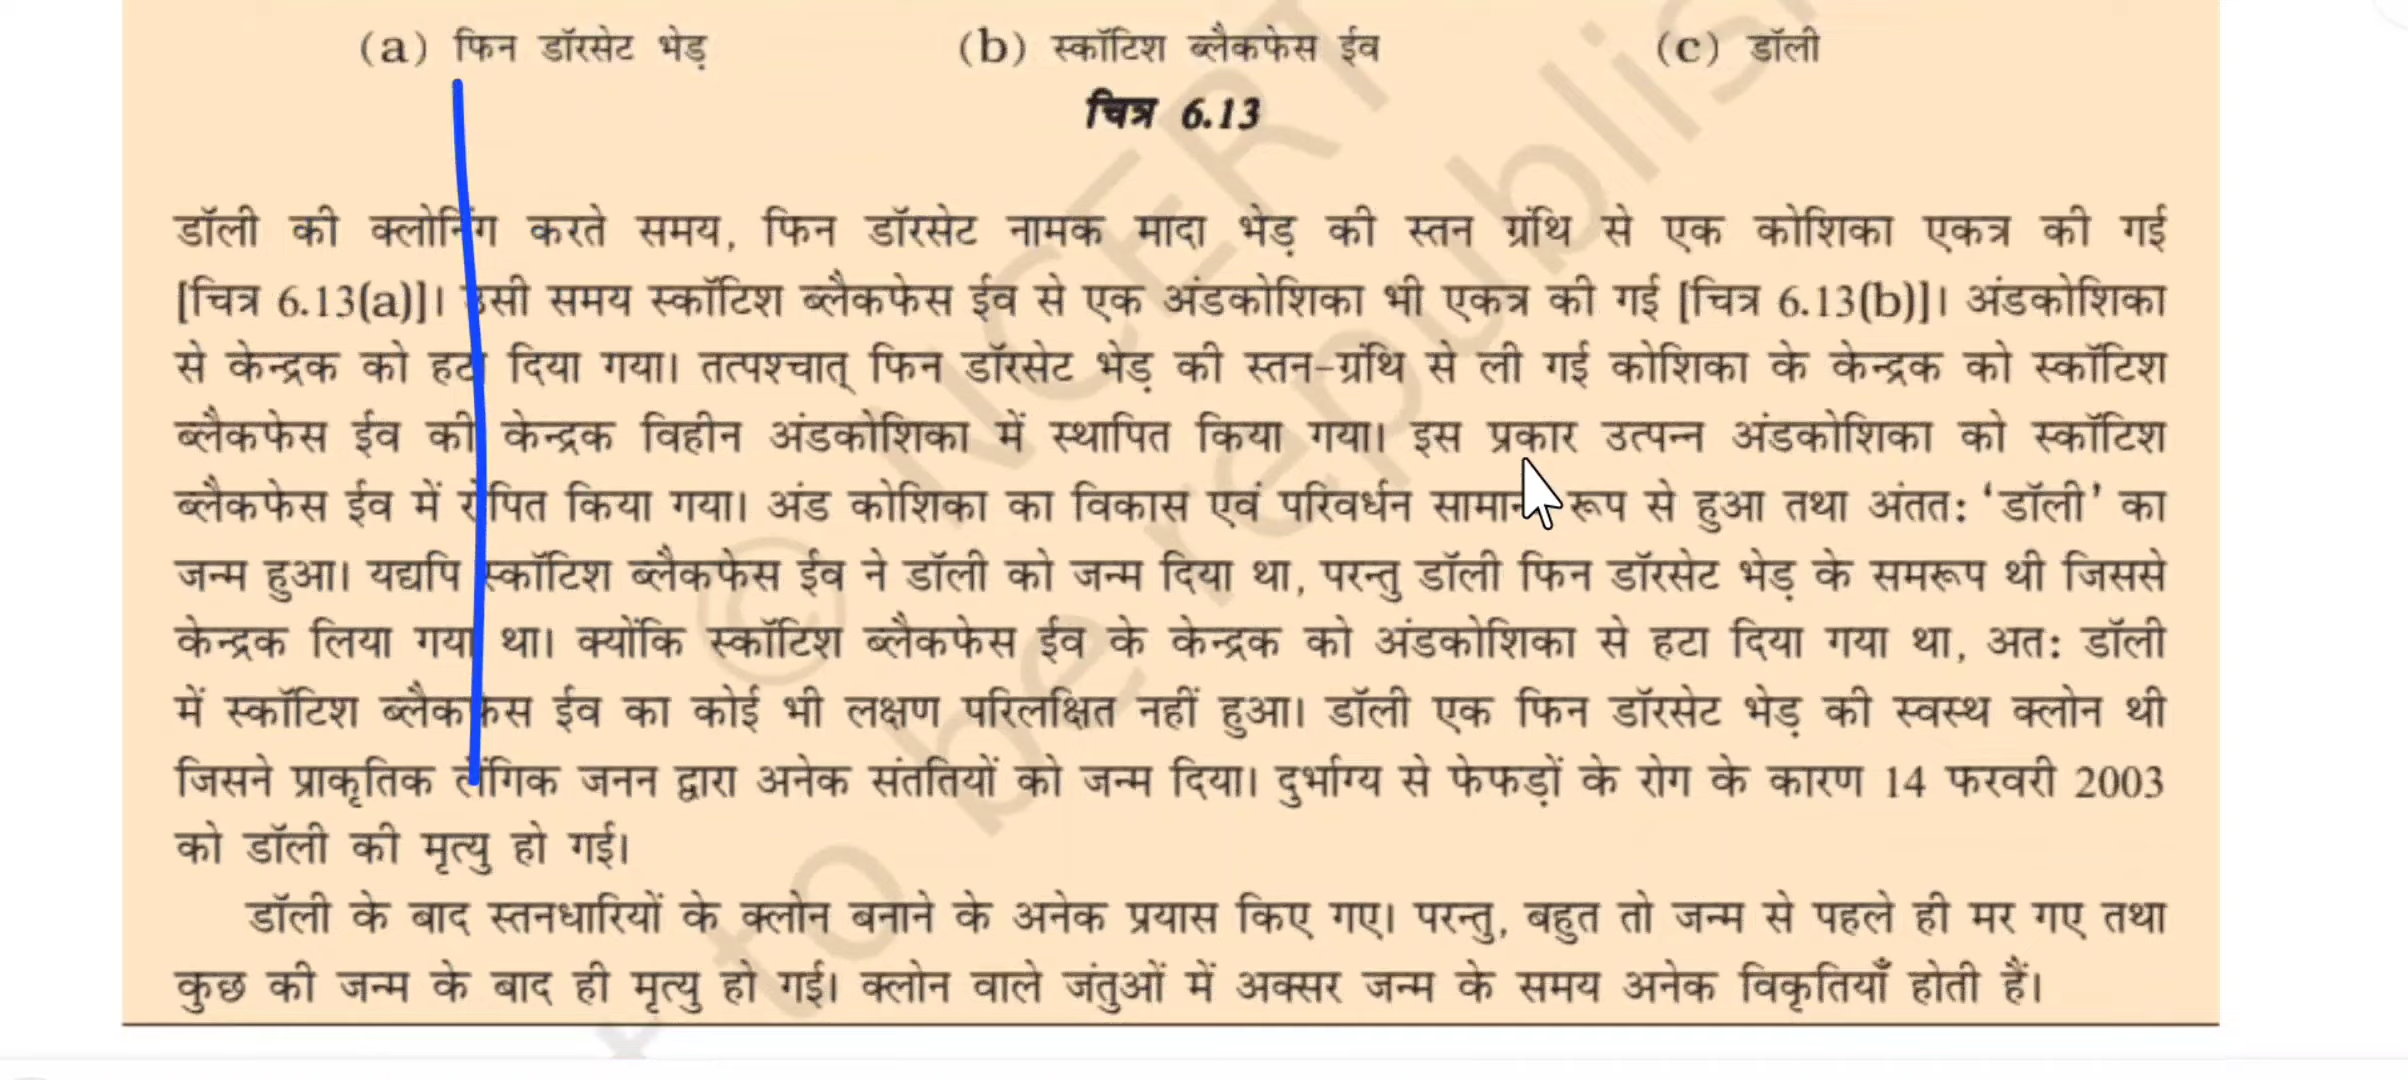 (a) फिन डॉरसेट भेड़ (b) स्कॉटिश ब्लैकफेस ईव (c) डॉली
चित्र 6.13
डॉली की क्लोनिंग करते समय, फिन डॉरसेट नामक मादा भेड़ की स्तन ग्रंथि से एक कोशिका एकत्र की गई
[चित्र 6.13(a)]। उसी समय स्कॉटिश ब्लैकफेस ईव से एक अंडकोशिका भी एकत्र की गई [चित्र 6.13(b)]। अंडकोशिका
से केन्द्रक को हटा दिया गया। तत्पश्चात् फिन डॉरसेट भेड़ की स्तन-ग्रंथि से ली गई कोशिका के केन्द्रक को स्कॉटिश
ब्लैकफेस ईव की केन्द्रक विहीन अंडकोशिका में स्थापित किया गया। इस प्रकार उत्पन्न अंडकोशिका को स्कॉटिश
ब्लैकफेस ईव में रोपित किया गया। अंड कोशिका का विकास एवं परिवर्धन सामान्य रूप से हुआ तथा अंतत: ‘डॉली’ का
जन्म हुआ। यद्यपि स्कॉटिश ब्लैकफेस ईव ने डॉली को जन्म दिया था, परन्तु डॉली फिन डॉरसेट भेड़ के समरूप थी जिससे
केन्द्रक लिया गया था। क्योंकि स्कॉटिश ब्लैकफेस ईव के केन्द्रक को अंडकोशिका से हटा दिया गया था, अत: डॉली
में स्कॉटिश ब्लैकफेस ईव का कोई भी लक्षण परिलक्षित नहीं हुआ। डॉली एक फिन डॉरसेट भेड़ की स्वस्थ क्लोन थी
जिसने प्राकृतिक लैंगिक जनन द्वारा अनेक संततियों को जन्म दिया। दुर्भाग्य से फेफड़ों के रोग के कारण 14 फरवरी 2003
को डॉली की मृत्यु हो गई।
डॉली के बाद स्तनधारियों के क्लोन बनाने के अनेक प्रयास किए गए। परन्तु, बहुत तो जन्म से पहले ही मर गए तथा
कुछ की जन्म के बाद ही मृत्यु हो गई। क्लोन वाले जंतुओं में अक्सर जन्म के समय अनेक विकृतियाँ होती हैं।
© NCERT
to be republis